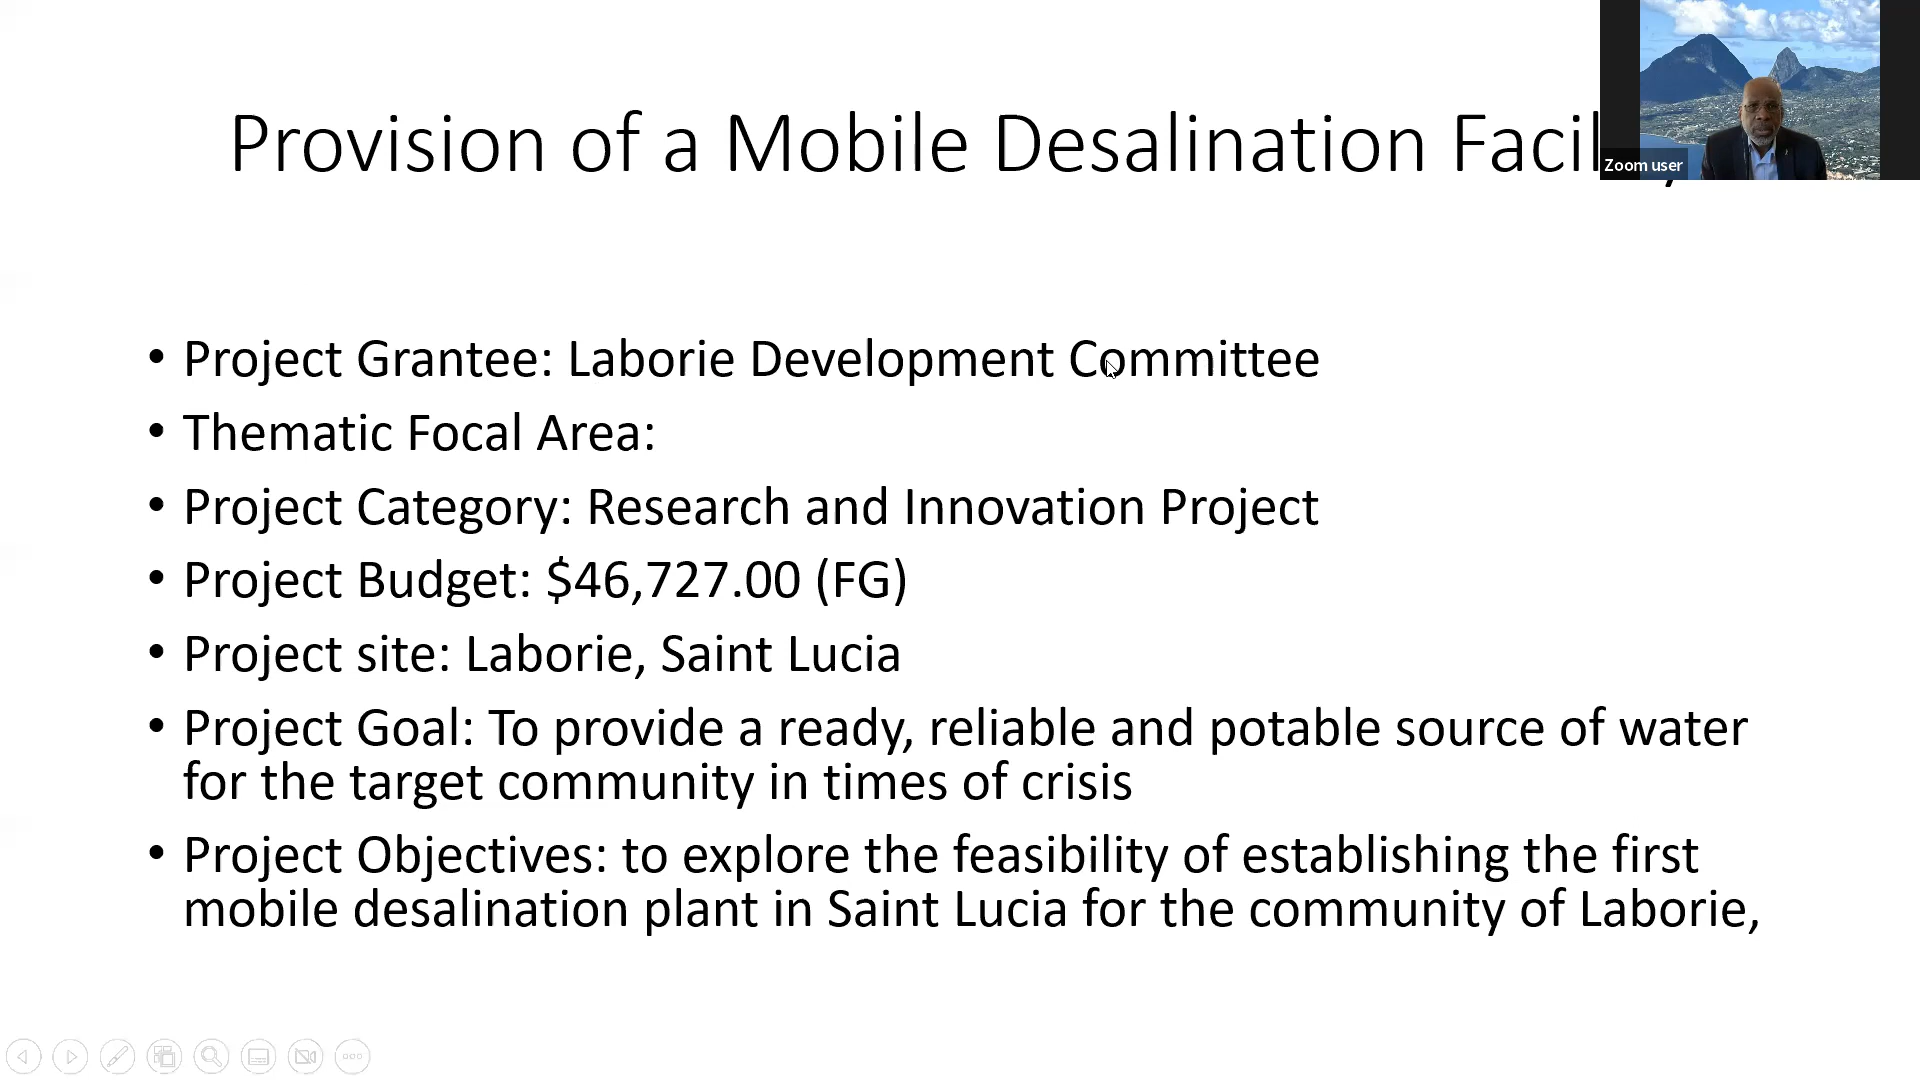 Provision of a Mobile Desalination
Zoom user
• Project Grantee: Laborie Development Committee
• Thematic Focal Area:
• Project Category: Research and Innovation Project
• Project Budget: $46,727.00 (FG)
• Project site: Laborie, Saint Lucia
• Project Goal: To provide a ready, reliable and potable source of water
for the target community in times of crisis
• Project Objectives: to explore the feasibility of establishing the first
mobile desalination plant in Saint Lucia for the community of Laborie,